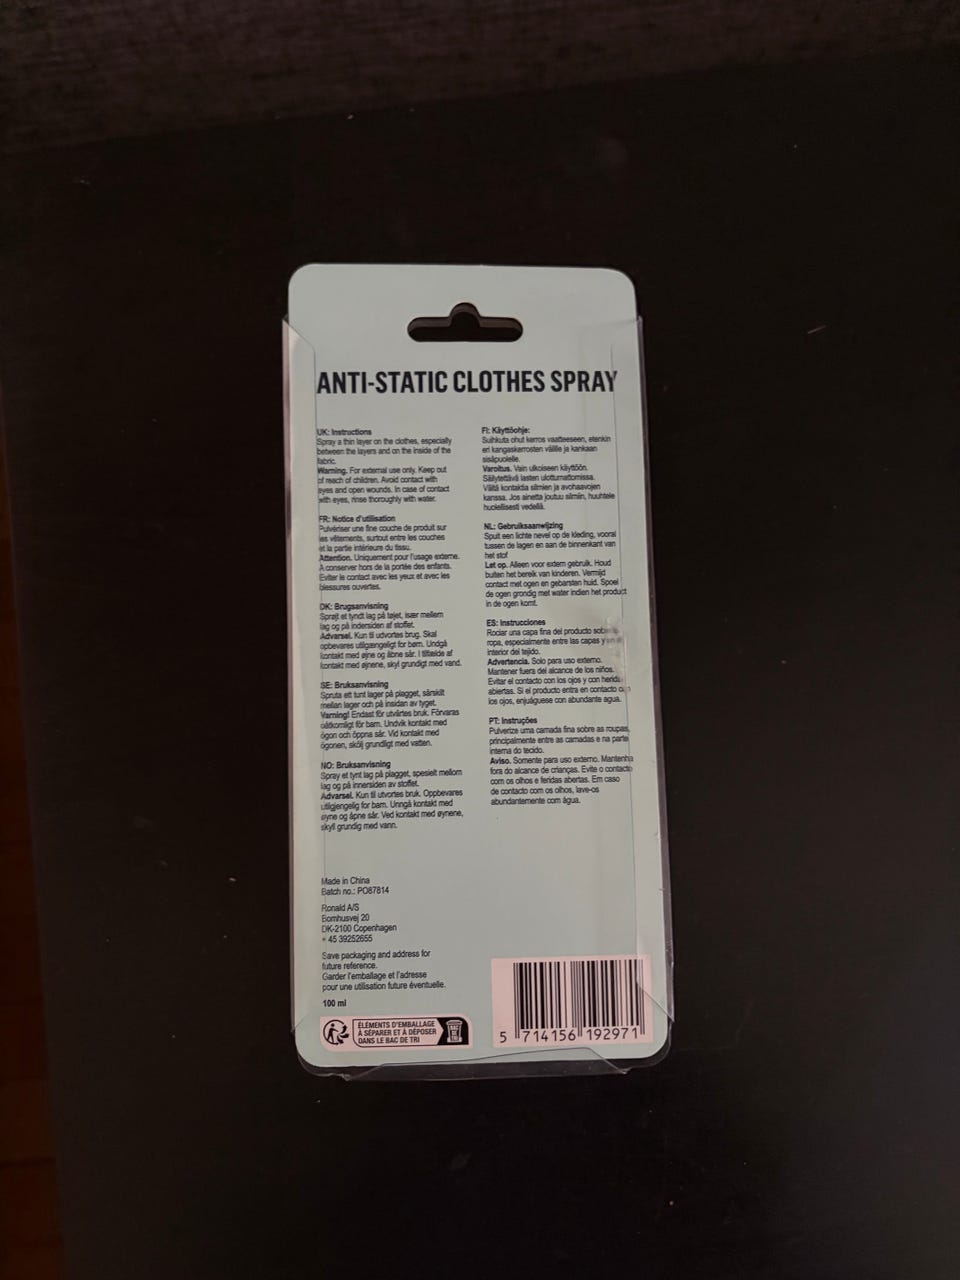 ANTI-STATIC CLOTHES SPRAY
UK: Instructions
Spray a thin layer on the clothes, especially
between the layers and on the inside of the
fabric.
Warning. For external use only. Keep out
of reach of children. Avoid contact with
eyes and open wounds. In case of contact
with eyes, rinse thoroughly with water.
FR: Notice d'utilisation
Pulvériser une fine couche de produit sur
les vêtements, surtout entre les couches
et la partie intérieure du tissu.
Attention. Uniquement pour l'usage externe.
A conserver hors de la portée des enfants.
Eviter le contact avec les yeux et avec les
blessures ouvertes.
DK: Brugsanvisning
Sprøjt et tyndt lag på tøjet, især mellem
lag og på indersiden af stoffet.
Advarsel. Kun til udvortes brug. Skal
opbevares utilgængeligt for børn. Undgå
kontakt med øjne og åbne sår. I tilfælde af
kontakt med øjnene, skyl grundigt med vand.
SE: Bruksanvisning
Spruta ett tunt lager på plagget, särskilt
mellan lager och på insidan av tyget.
Varning! Endast för utvärtes bruk. Förvaras
oåtkomligt för barn. Undvik kontakt med
ögon och öppna sår. Vid kontakt med
ögonen, skölj grundligt med vatten.
NO: Bruksanvisning
Spray et tynt lag på plagget, spesielt mellom
lag og på innersiden av stoffet.
Advarsel. Kun til utvortes bruk. Oppbevares
utilgjengelig for barn. Unngå kontakt med
øyne og åpne sår. Ved kontakt med øynene,
skyll grundig med vann.
FI: Käyttöohje:
Suihkuta ohut kerros vaatteeseen, etenkin
eri kangaskerrosten välille ja kankaan
sisäpuolelle.
Varoitus. Vain ulkoiseen käyttöön.
Säilytettävä lasten ulottumattomissa.
Vältä kontaktia silmien ja avohaavojen
kanssa. Jos ainetta joutuu silmiin, huuhtele
huolellisesti vedellä.
NL: Gebruiksaanwijzing
Spuit een lichte nevel op de kleding, vooral
tussen de lagen en aan de binnenkant van
het stof
Let op. Alleen voor extern gebruik. Houd
buiten het bereik van kinderen. Vermijd
contact met ogen en gebarsten huid. Spoel
de ogen grondig met water indien het product
in de ogen komt.
ES: Instrucciones
Rociar una capa fina del producto sobre
ropa, especialmente entre las capas y en el
interior del tejido.
Advertencia. Solo para uso externo.
Mantener fuera del alcance de los niños.
Evitar el contacto con los ojos y con heridas
abiertas. Si el producto entra en contacto con
los ojos, enjuáguese con abundante agua.
PT: Instruções
Pulverize uma camada fina sobre as roupas,
principalmente entre as camadas e na parte
interna do tecido.
Aviso. Somente para uso externo. Mantenha
fora do alcance de crianças. Evite o contacto
com os olhos e feridas abertas. Em caso
de contacto com os olhos, lave-os
abundantemente com água.
Made in China
Batch no.: PO87814
Ronald A/S
Bomhusvej 20
DK-2100 Copenhagen
+ 45 39252655
Save packaging and address for
future reference.
Garder l'emballage et l'adresse
pour une utilisation future éventuelle.
100 ml
ÉLÉMENTS D'EMBALLAGE
À SÉPARER ET À DÉPOSER
DANS LE BAC DE TRI
BAC DE TRI
5 714156 192971